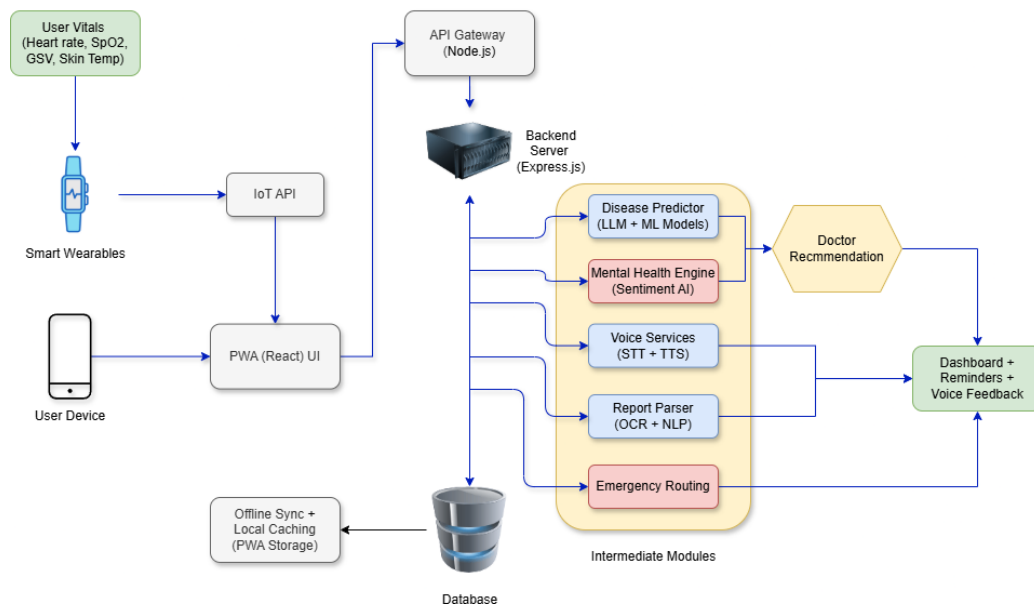 User Vitals
(Heart rate, SpO2,
GSV, Skin Temp)
API Gateway
(Node.js)
Backend
Server
(Express.js)
IoT API
Smart Wearables
Disease Predictor
(LLM + ML Models)
Doctor
Recmmendation
Mental Health Engine
(Sentiment AI)
PWA (React) UI
Voice Services
(STT + TTS)
Dashboard +
Reminders +
Voice Feedback
User Device
Report Parser
(OCR + NLP)
Emergency Routing
Offline Sync +
Local Caching
(PWA Storage)
Intermediate Modules
Database